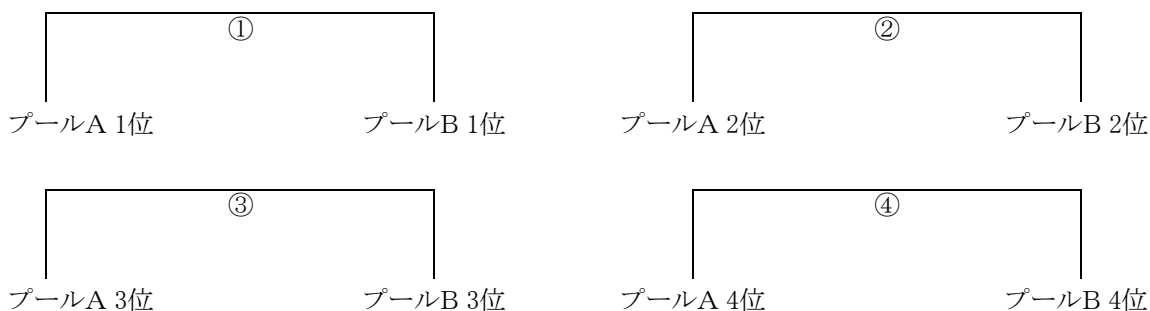 ① ②
プールA 1位 プールB 1位 プールA 2位 プールB 2位
③ ④
プールA 3位 プールB 3位 プールA 4位 プールB 4位